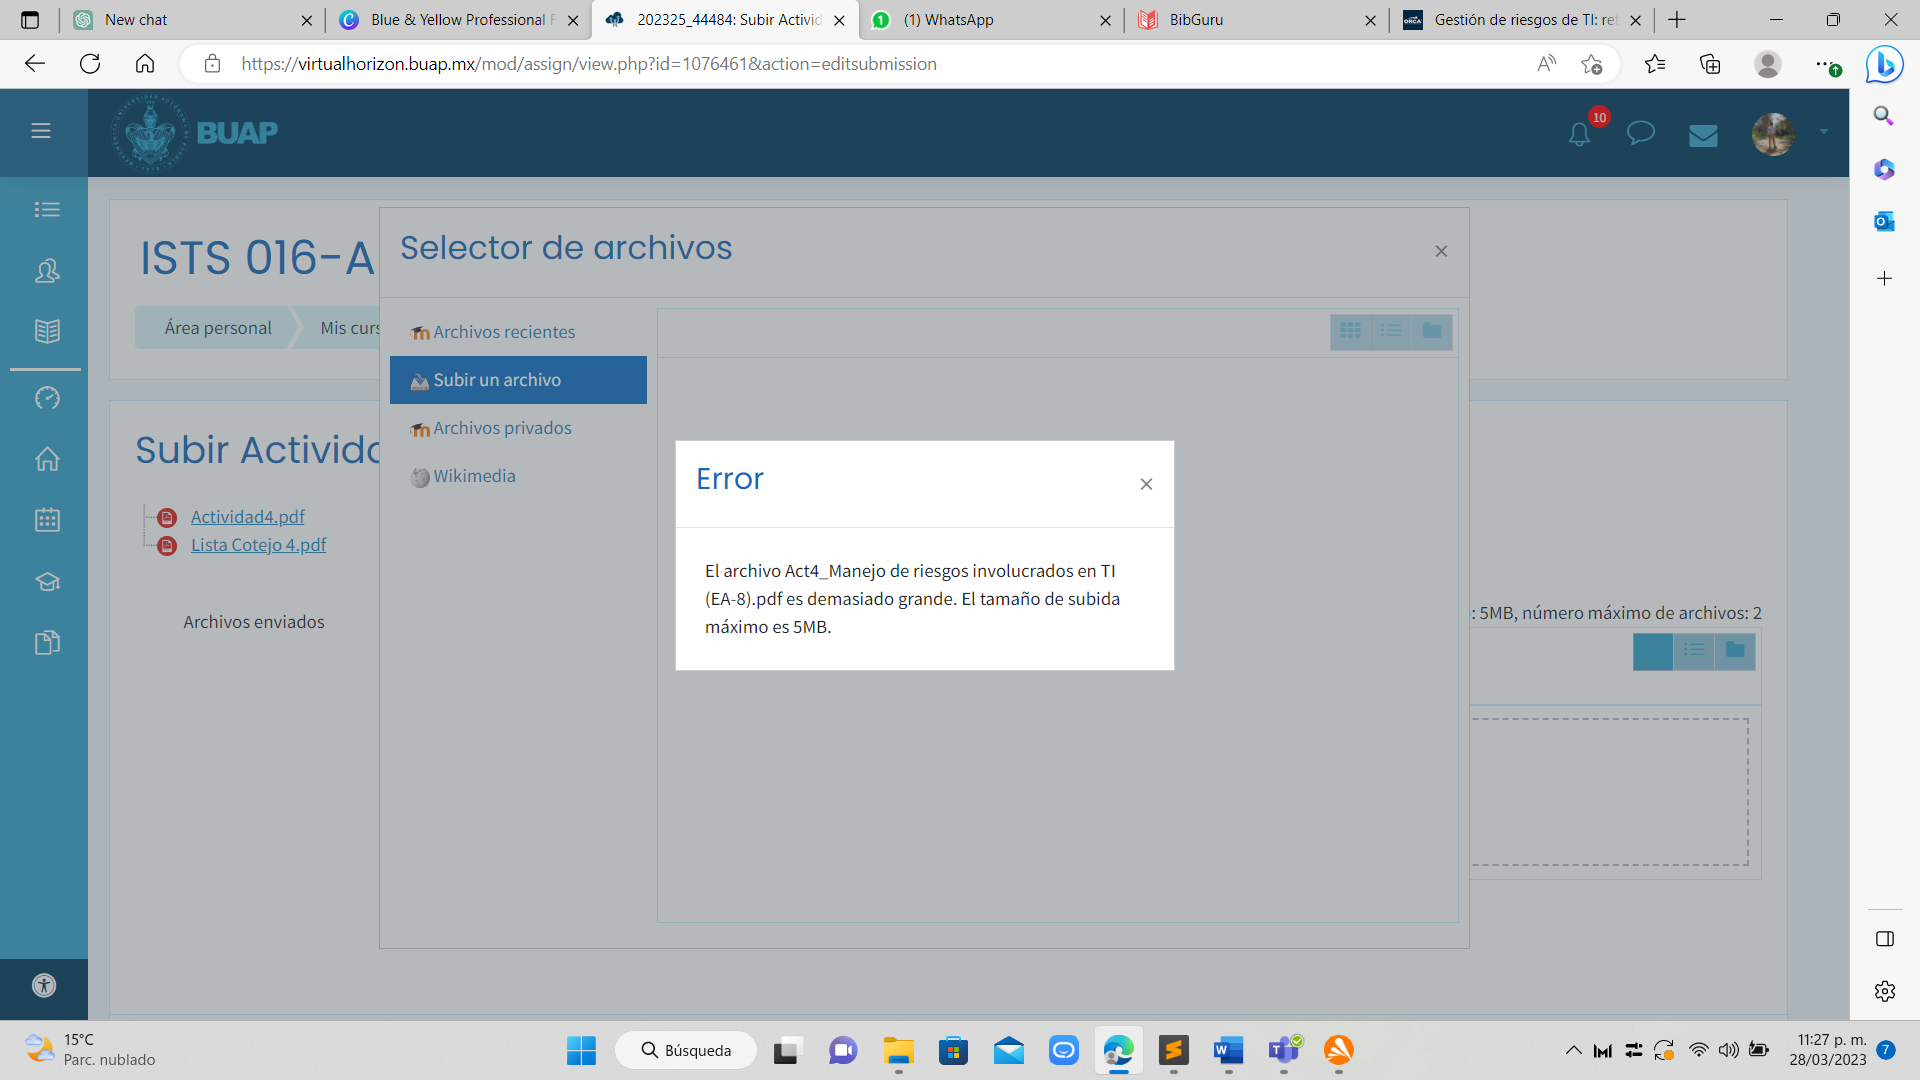 New chat
Blue & Yellow Professional F
202325_44484: Subir Activid
(1) WhatsApp
BibGuru
Gestión de riesgos de TI: ret
https://virtualhorizon.buap.mx/mod/assign/view.php?id=1076461&action=editsubmission
BUAP
10
ISTS 016-A
Selector de archivos
Área personal
Mis curs
Archivos recientes
Subir un archivo
Archivos privados
Wikimedia
Subir Activida
Actividad4.pdf
Lista Cotejo 4.pdf
Archivos enviados
Error
El archivo Act4_Manejo de riesgos involucrados en TI
(EA-8).pdf es demasiado grande. El tamaño de subida
máximo es 5MB.
: 5MB, número máximo de archivos: 2
15°C
Parc. nublado
Búsqueda
11:27 p. m.
28/03/2023
7